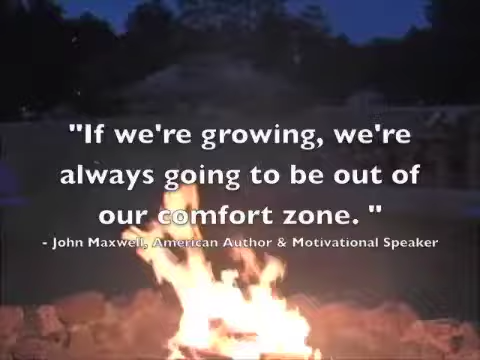 "If we're growing, we're
always going to be out of
our comfort zone. "
- John Maxwell, American Author & Motivational Speaker